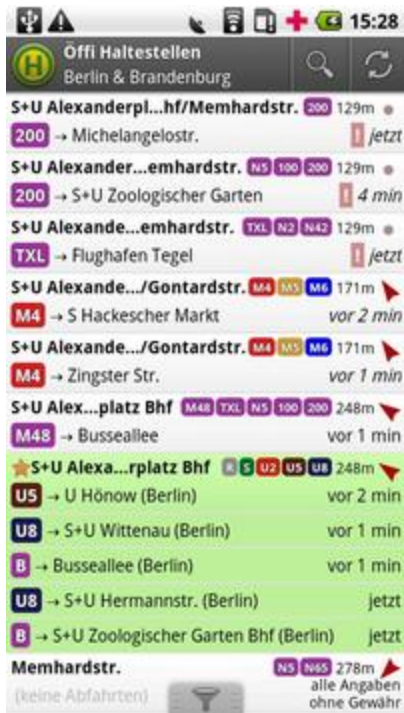 15:28
H
Öffi Haltestellen
Berlin & Brandenburg
S+U Alexanderpl...hf/Memhardstr. 200 129m
200 → Michelangelostr. ! jetzt
S+U Alexander...emhardstr. N5 100 200 129m
200 → S+U Zoologischer Garten ! 4 min
S+U Alexande...emhardstr. TXL N2 N42 129m
TXL → Flughafen Tegel ! jetzt
S+U Alexande.../Gontardstr. M4 M5 M6 171m
M4 → S Hackescher Markt vor 2 min
S+U Alexande.../Gontardstr. M4 M5 M6 171m
M4 → Zingster Str. vor 1 min
S+U Alex...platz Bhf M48 TXL N5 100 200 248m
M48 → Busseallee vor 1 min
S+U Alexa...rplatz Bhf R S U2 U5 U8 248m
U5 → U Hönow (Berlin) vor 2 min
U8 → S+U Wittenau (Berlin) vor 1 min
B → Busseallee (Berlin) vor 1 min
U8 → S+U Hermannstr. (Berlin) jetzt
B → S+U Zoologischer Garten Bhf (Berlin) jetzt
Memhardstr. N5 N65 278m
(keine Abfahrten)
alle Angaben
ohne Gewähr